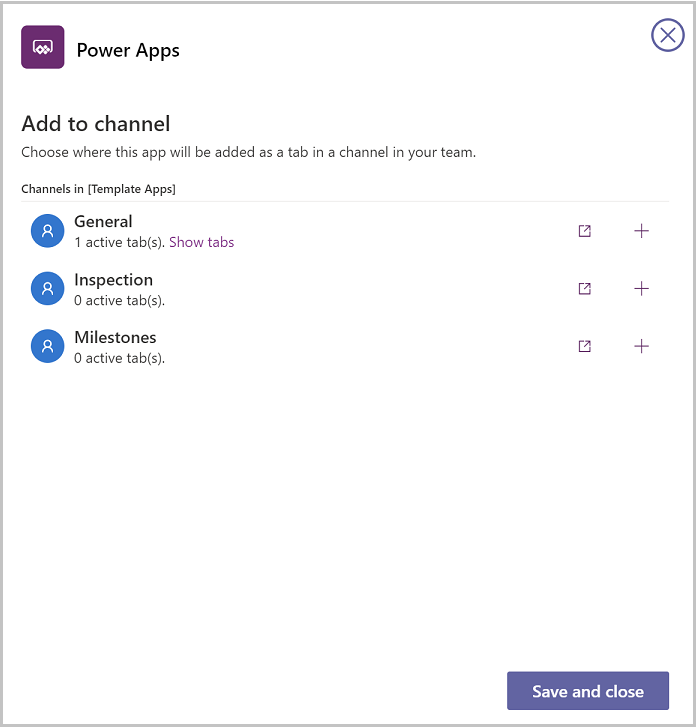 Power Apps
Add to channel
Choose where this app will be added as a tab in a channel in your team.
Channels in [Template Apps]
General
1 active tab(s). Show tabs
Inspection
0 active tab(s).
Milestones
0 active tab(s).
Save and close